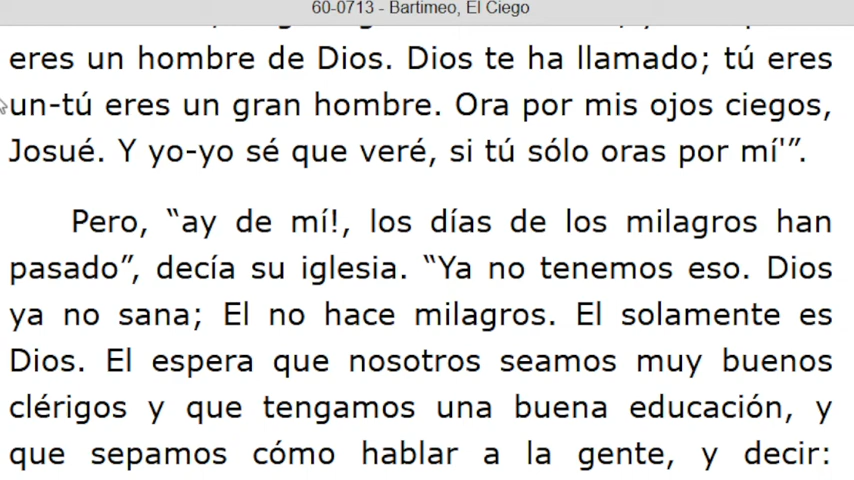 60-0713 - Bartimeo, El Ciego
eres un hombre de Dios. Dios te ha llamado; tú eres
un-tú eres un gran hombre. Ora por mis ojos ciegos,
Josué. Y yo-yo sé que veré, si tú sólo oras por mí'”.
Pero, “ay de mí!, los días de los milagros han
pasado”, decía su iglesia. “Ya no tenemos eso. Dios
ya no sana; El no hace milagros. El solamente es
Dios. El espera que nosotros seamos muy buenos
clérigos y que tengamos una buena educación, y
que sepamos cómo hablar a la gente, y decir: